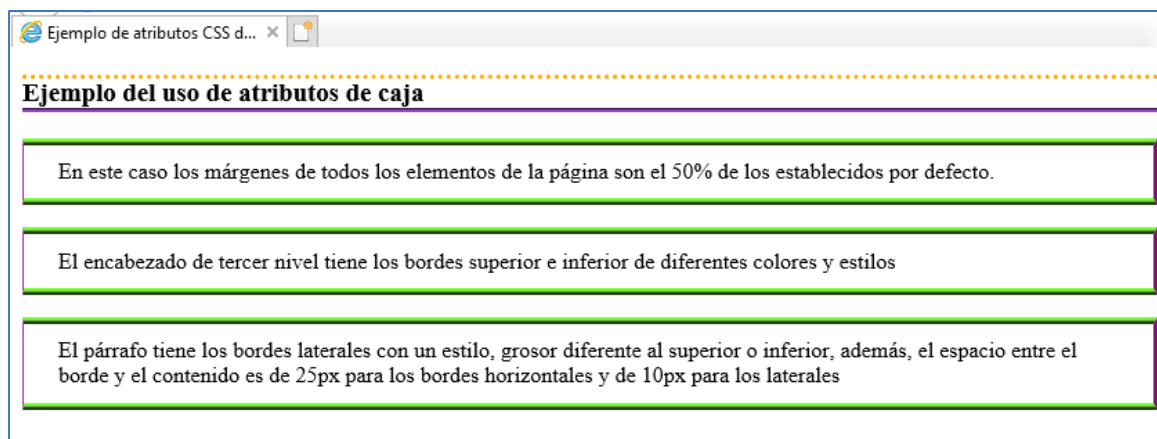 Ejemplo de atributos CSS d...
Ejemplo del uso de atributos de caja
En este caso los márgenes de todos los elementos de la página son el 50% de los establecidos por defecto.
El encabezado de tercer nivel tiene los bordes superior e inferior de diferentes colores y estilos
El párrafo tiene los bordes laterales con un estilo, grosor diferente al superior o inferior, además, el espacio entre el
borde y el contenido es de 25px para los bordes horizontales y de 10px para los laterales